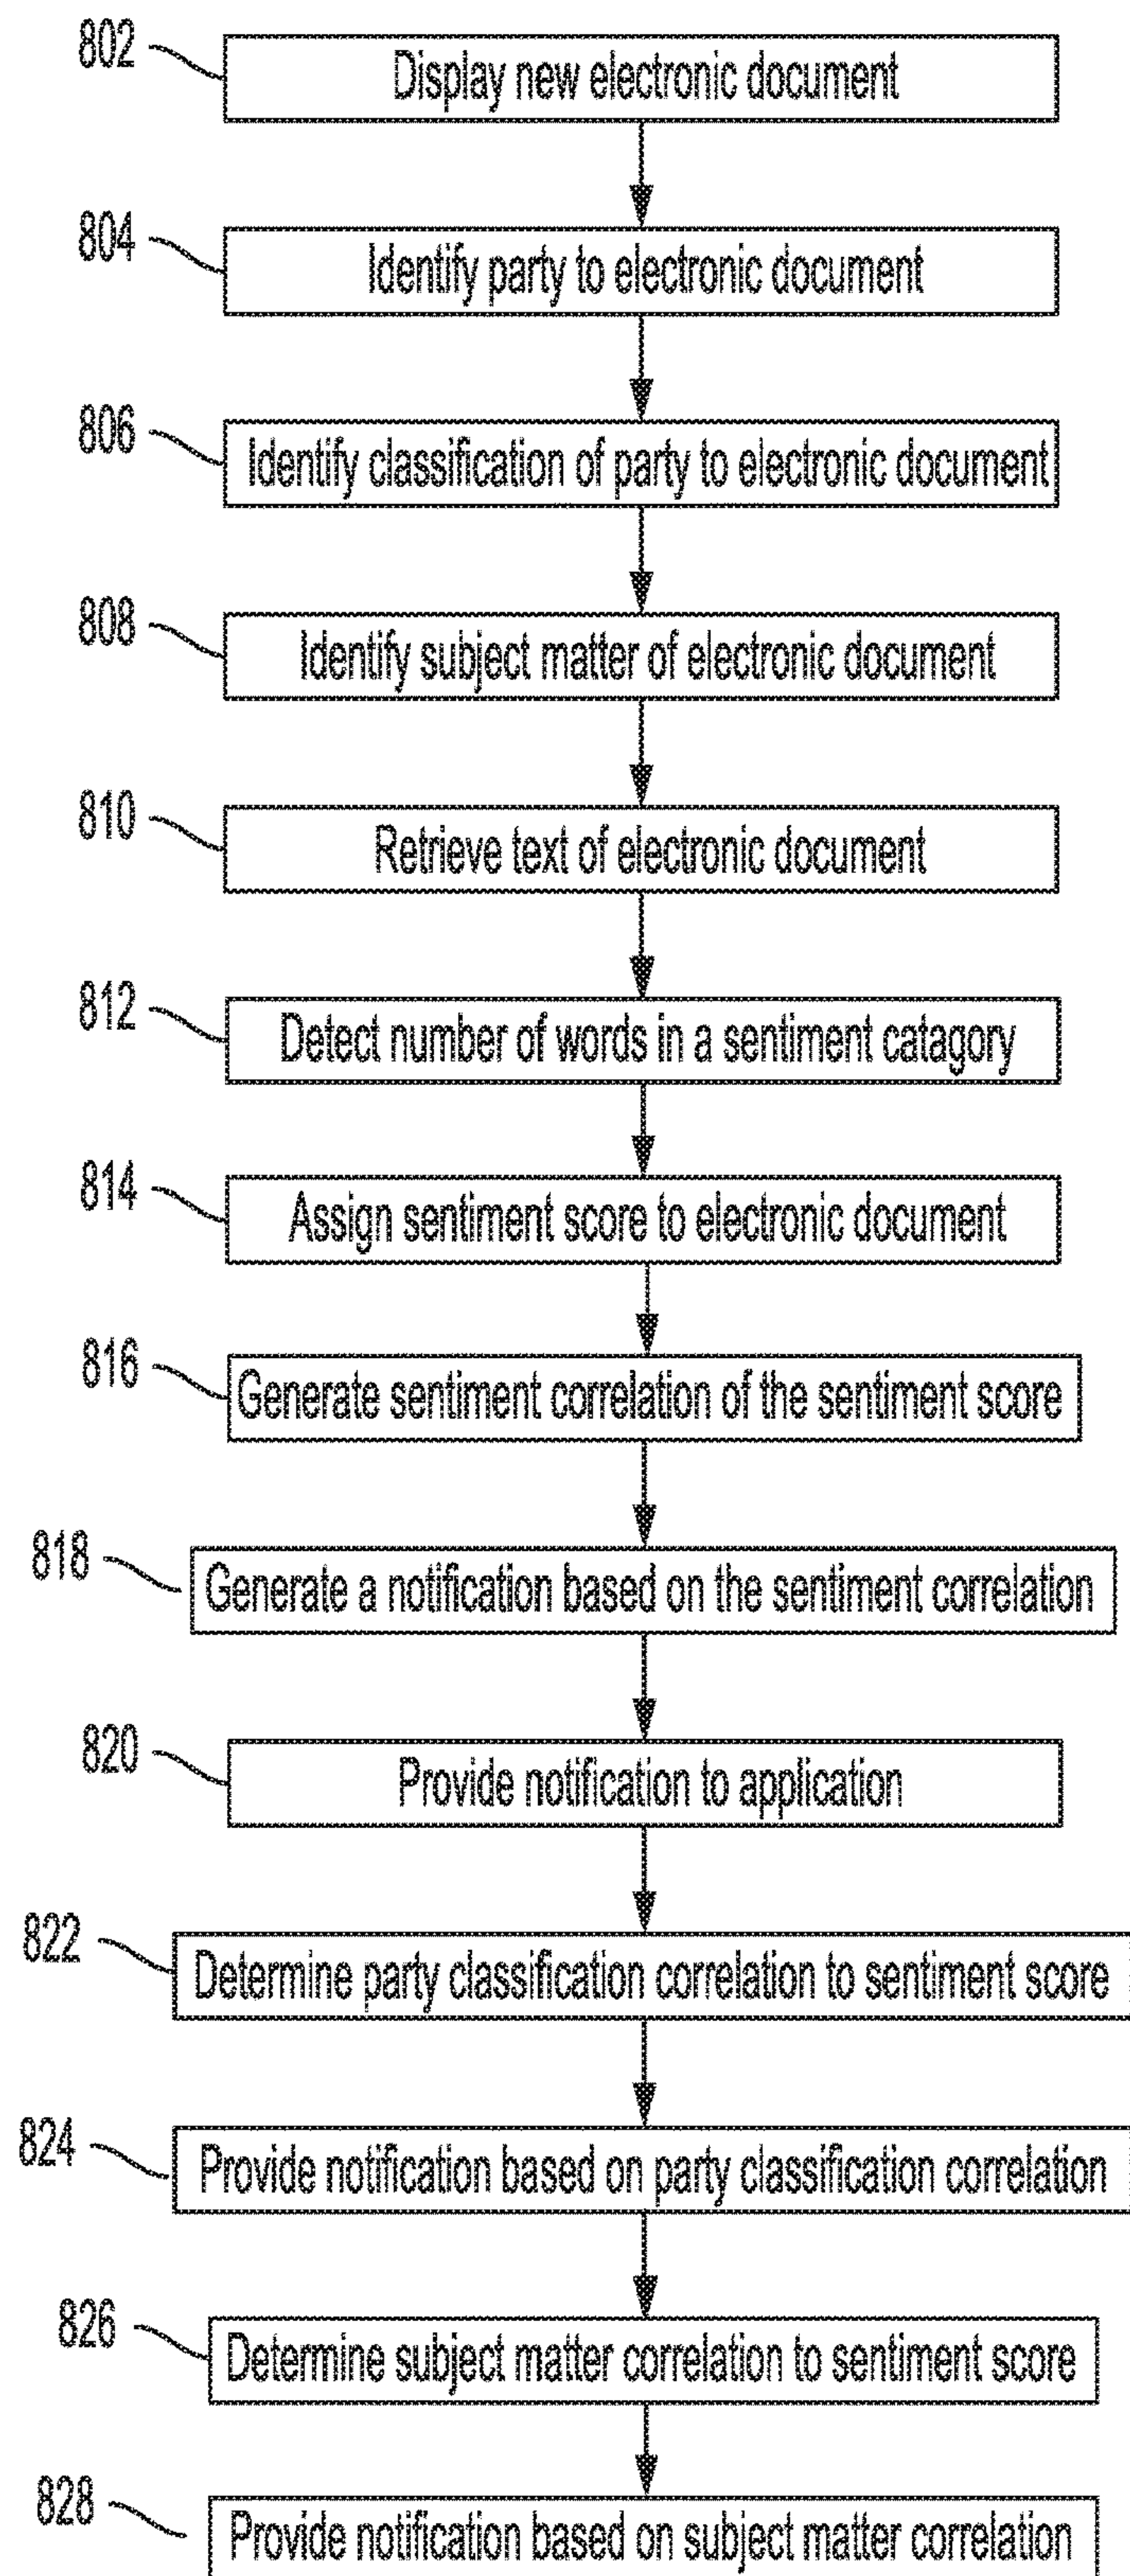 802
Display new electronic document
804
Identify party to electronic document
806
Identify classification of party to electronic document
808
Identify subject matter of electronic document
810
Retrieve text of electronic document
812
Detect number of words in a sentiment catagory
814
Assign sentiment score to electronic document
816
Generate sentiment correlation of the sentiment score
818
Generate a notification based on the sentiment correlation
820
Provide notification to application
822
Determine party classification correlation to sentiment score
824
Provide notification based on party classification correlation
826
Determine subject matter correlation to sentiment score
828
Provide notification based on subject matter correlation